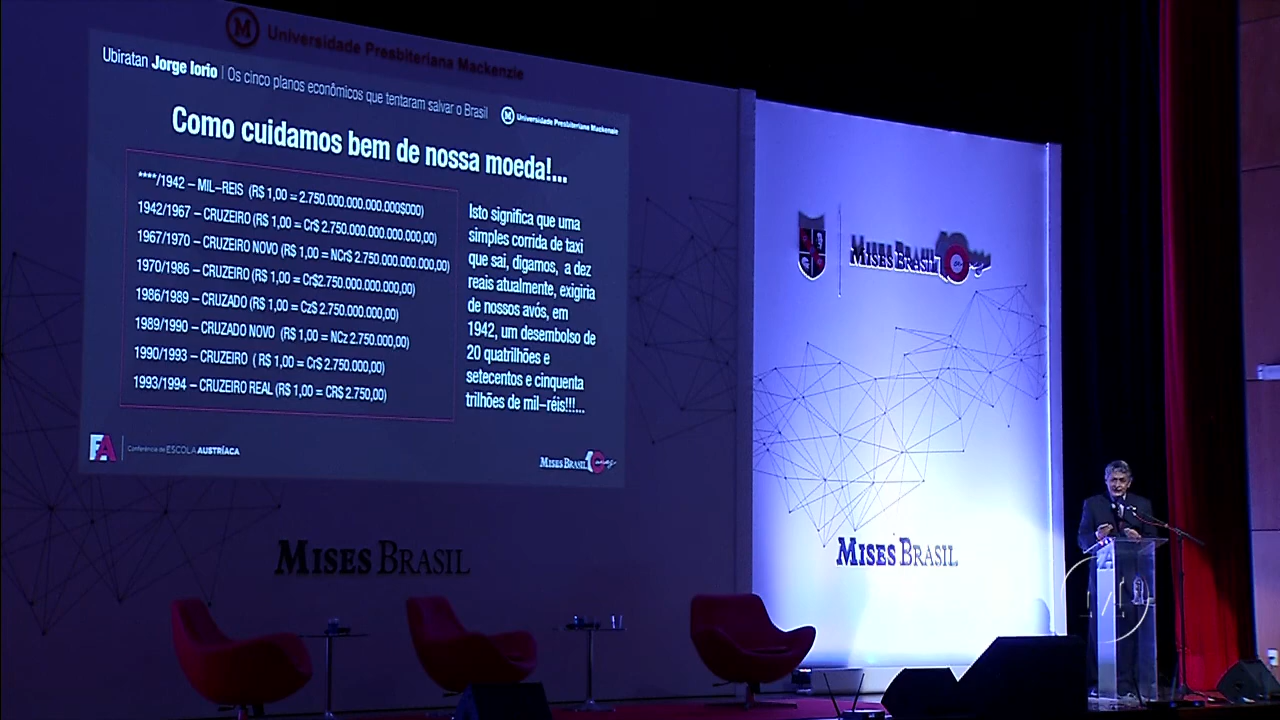 Universidade Presbiteriana Mackenzie
Ubiratan Jorge Iorio | Os cinco planos econômicos que tentaram salvar o Brasil
Universidade Presbiteriana Mackenzie
Como cuidamos bem de nossa moeda!...
****/1942 – MIL–REIS (R$ 1,00 = 2.750.000.000.000.000$000)
1942/1967 – CRUZEIRO (R$ 1,00 = Cr$ 2.750.000.000.000.000,00)
1967/1970 – CRUZEIRO NOVO (R$ 1,00 = NCr$ 2.750.000.000.000,00)
1970/1986 – CRUZEIRO (R$ 1,00 = Cr$2.750.000.000.000,00)
1986/1989 – CRUZADO (R$ 1,00 = Cz$ 2.750.000.000,00)
1989/1990 – CRUZADO NOVO (R$ 1,00 = NCz 2.750.000,00)
1990/1993 – CRUZEIRO ( R$ 1,00 = Cr$ 2.750.000,00)
1993/1994 – CRUZEIRO REAL (R$ 1,00 = CR$ 2.750,00)
Isto significa que uma
simples corrida de taxi
que sai, digamos, a dez
reais atualmente, exigiria
de nossos avós, em
1942, um desembolso de
20 quatrilhões e
setecentos e cinquenta
trilhões de mil–réis!!!...
EA
Conferência de ESCOLA AUSTRÍACA
MISES BRASIL
MISES BRASIL
MISES BRASIL
MISES BRASIL